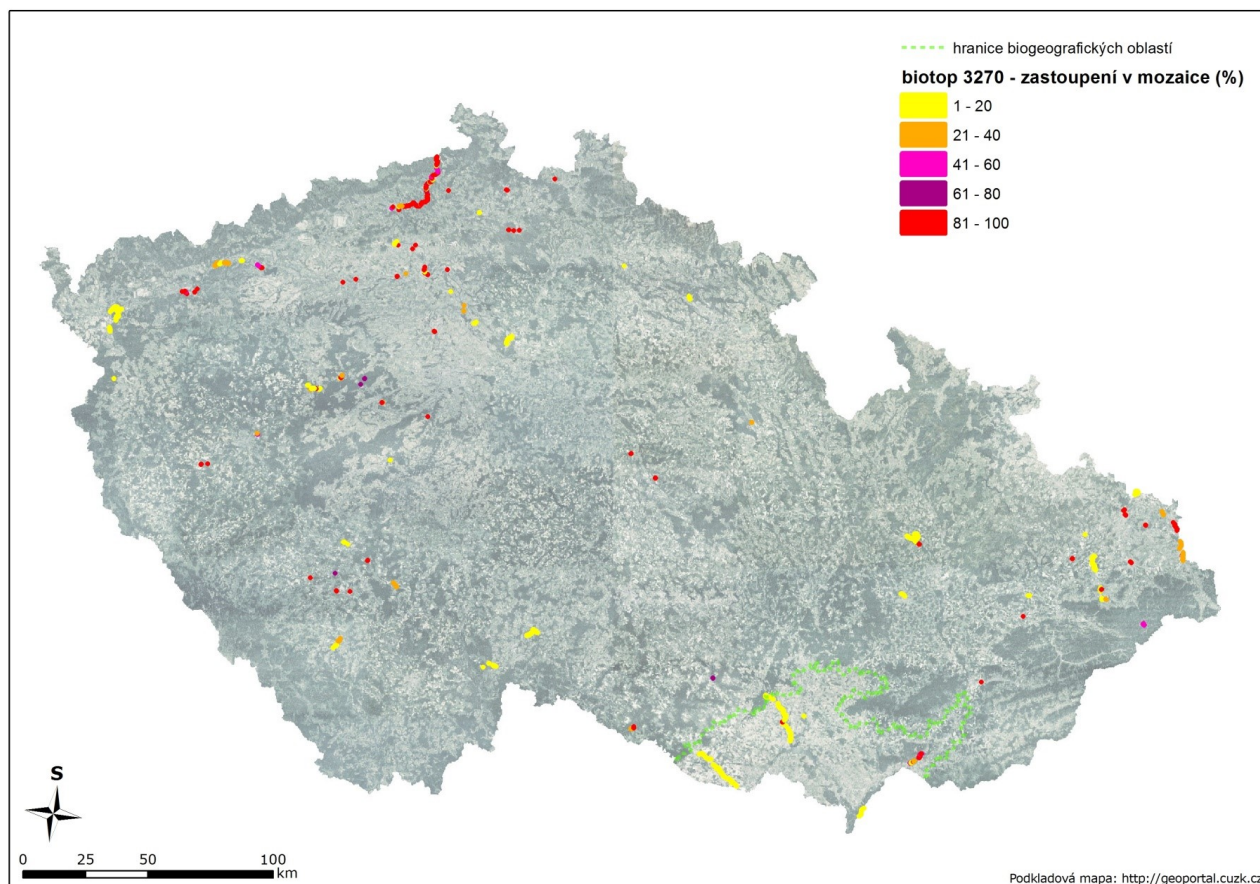 hranice biogeografických oblastí
biotop 3270 - zastoupení v mozaice (%)
1 - 20
21 - 40
41 - 60
61 - 80
81 - 100
S
0 25 50 100
km
Podkladová mapa: http://geoportal.cuzk.cz